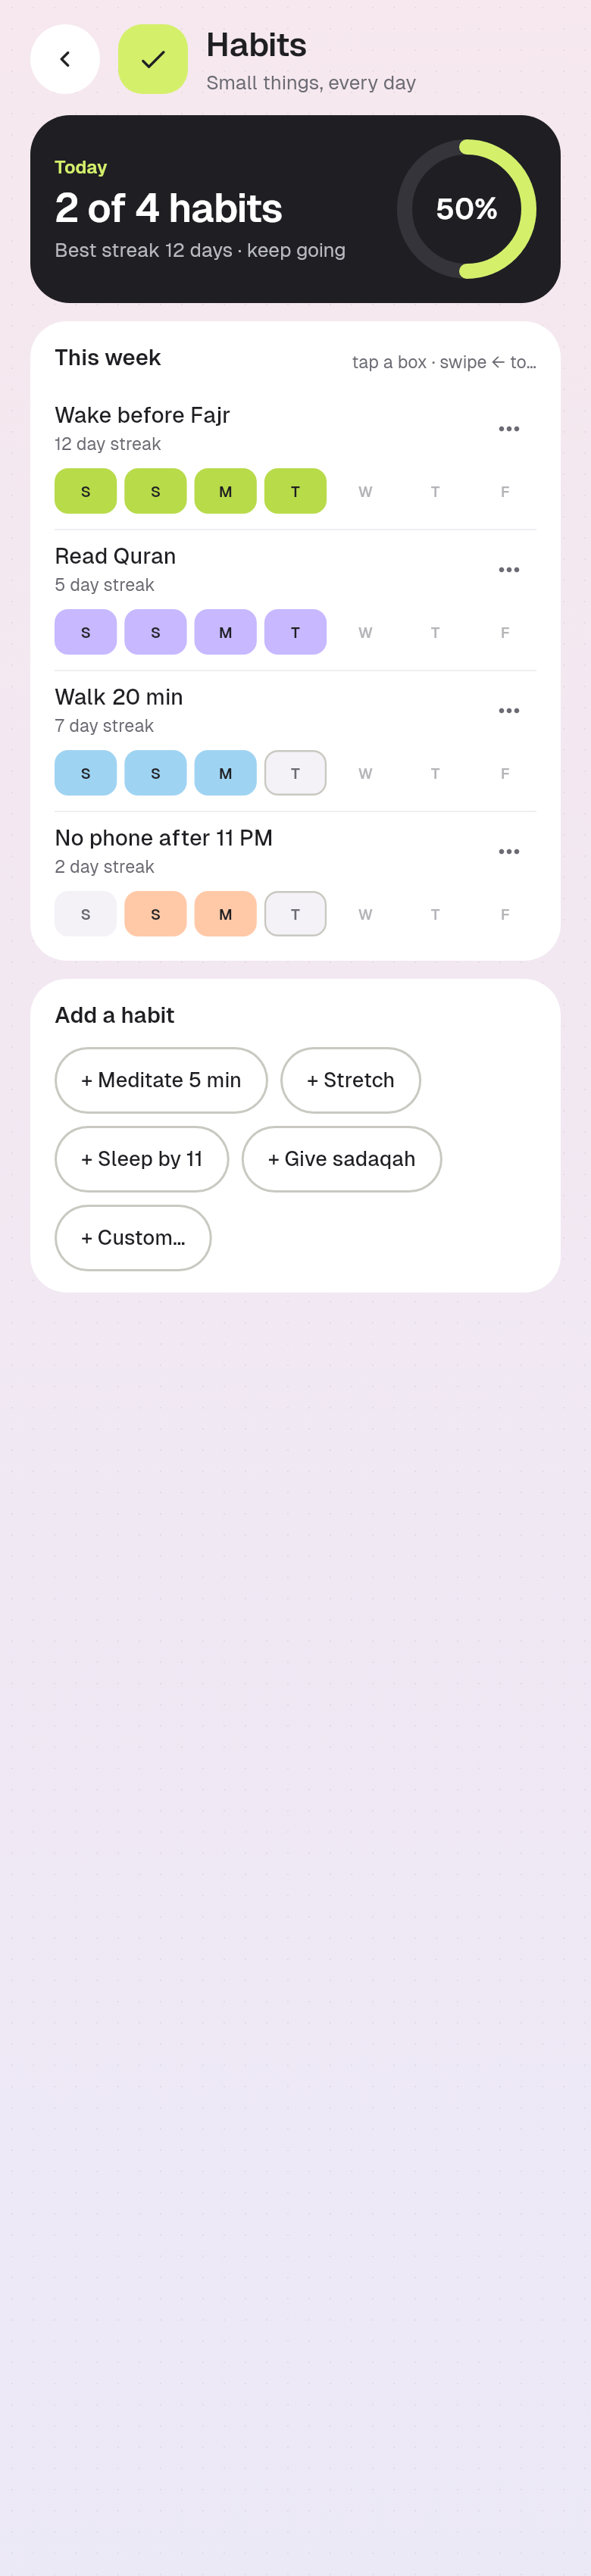 Habits
Small things, every day
Today
2 of 4 habits
Best streak 12 days · keep going
50%
This week
tap a box · swipe ← to...
Wake before Fajr
12 day streak
S S M T W T F
Read Quran
5 day streak
S S M T W T F
Walk 20 min
7 day streak
S S M T W T F
No phone after 11 PM
2 day streak
S S M T W T F
Add a habit
+ Meditate 5 min
+ Stretch
+ Sleep by 11
+ Give sadaqah
+ Custom...